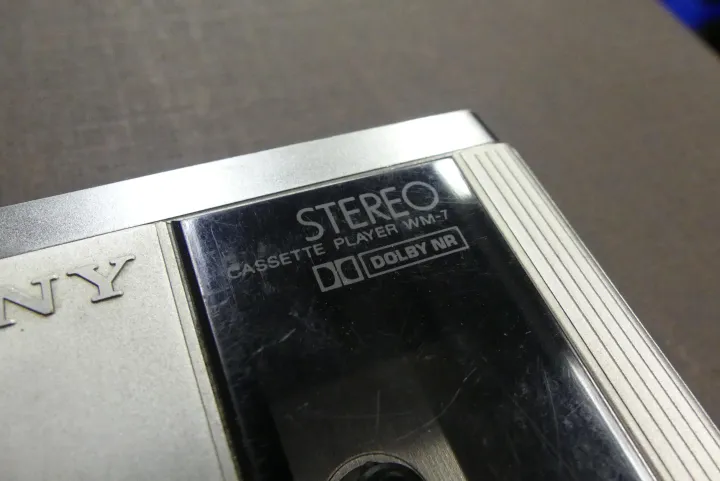 STEREO
CASSETTE PLAYER WM-7
DOLBY NR
NY